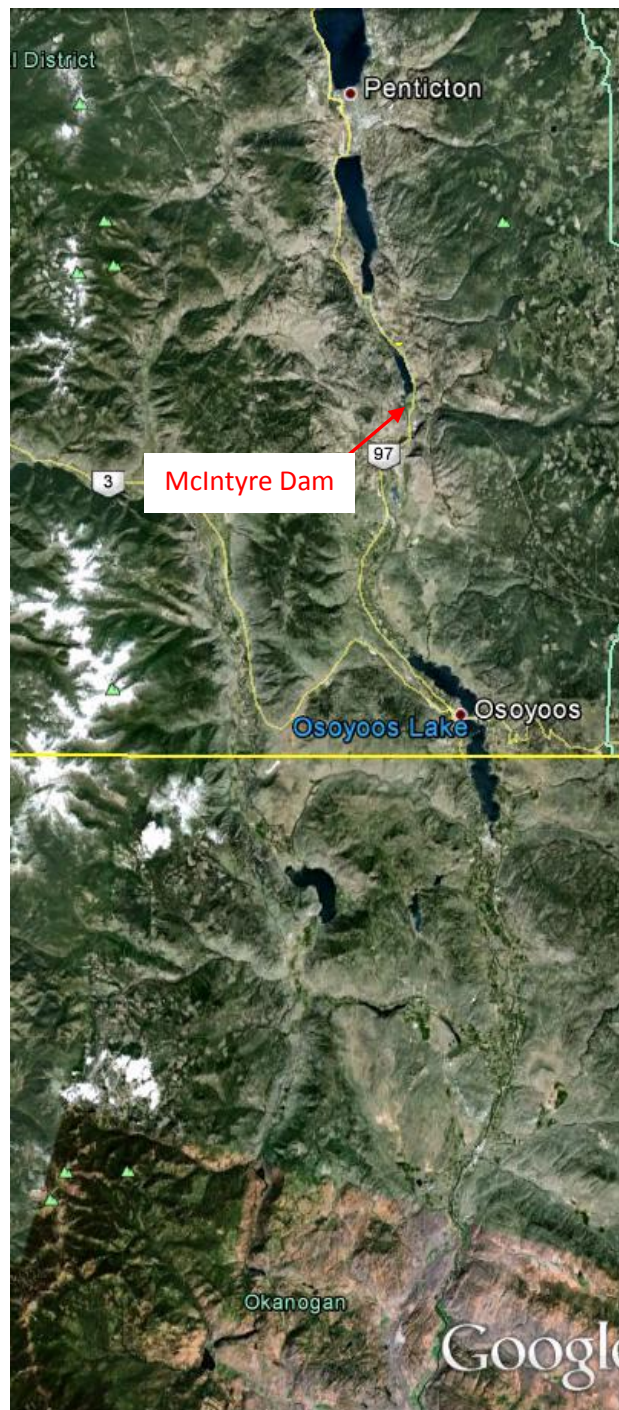 l District
Penticton
97
McIntyre Dam
3
Osoyoos
Osoyoos Lake
Okanogan
Google